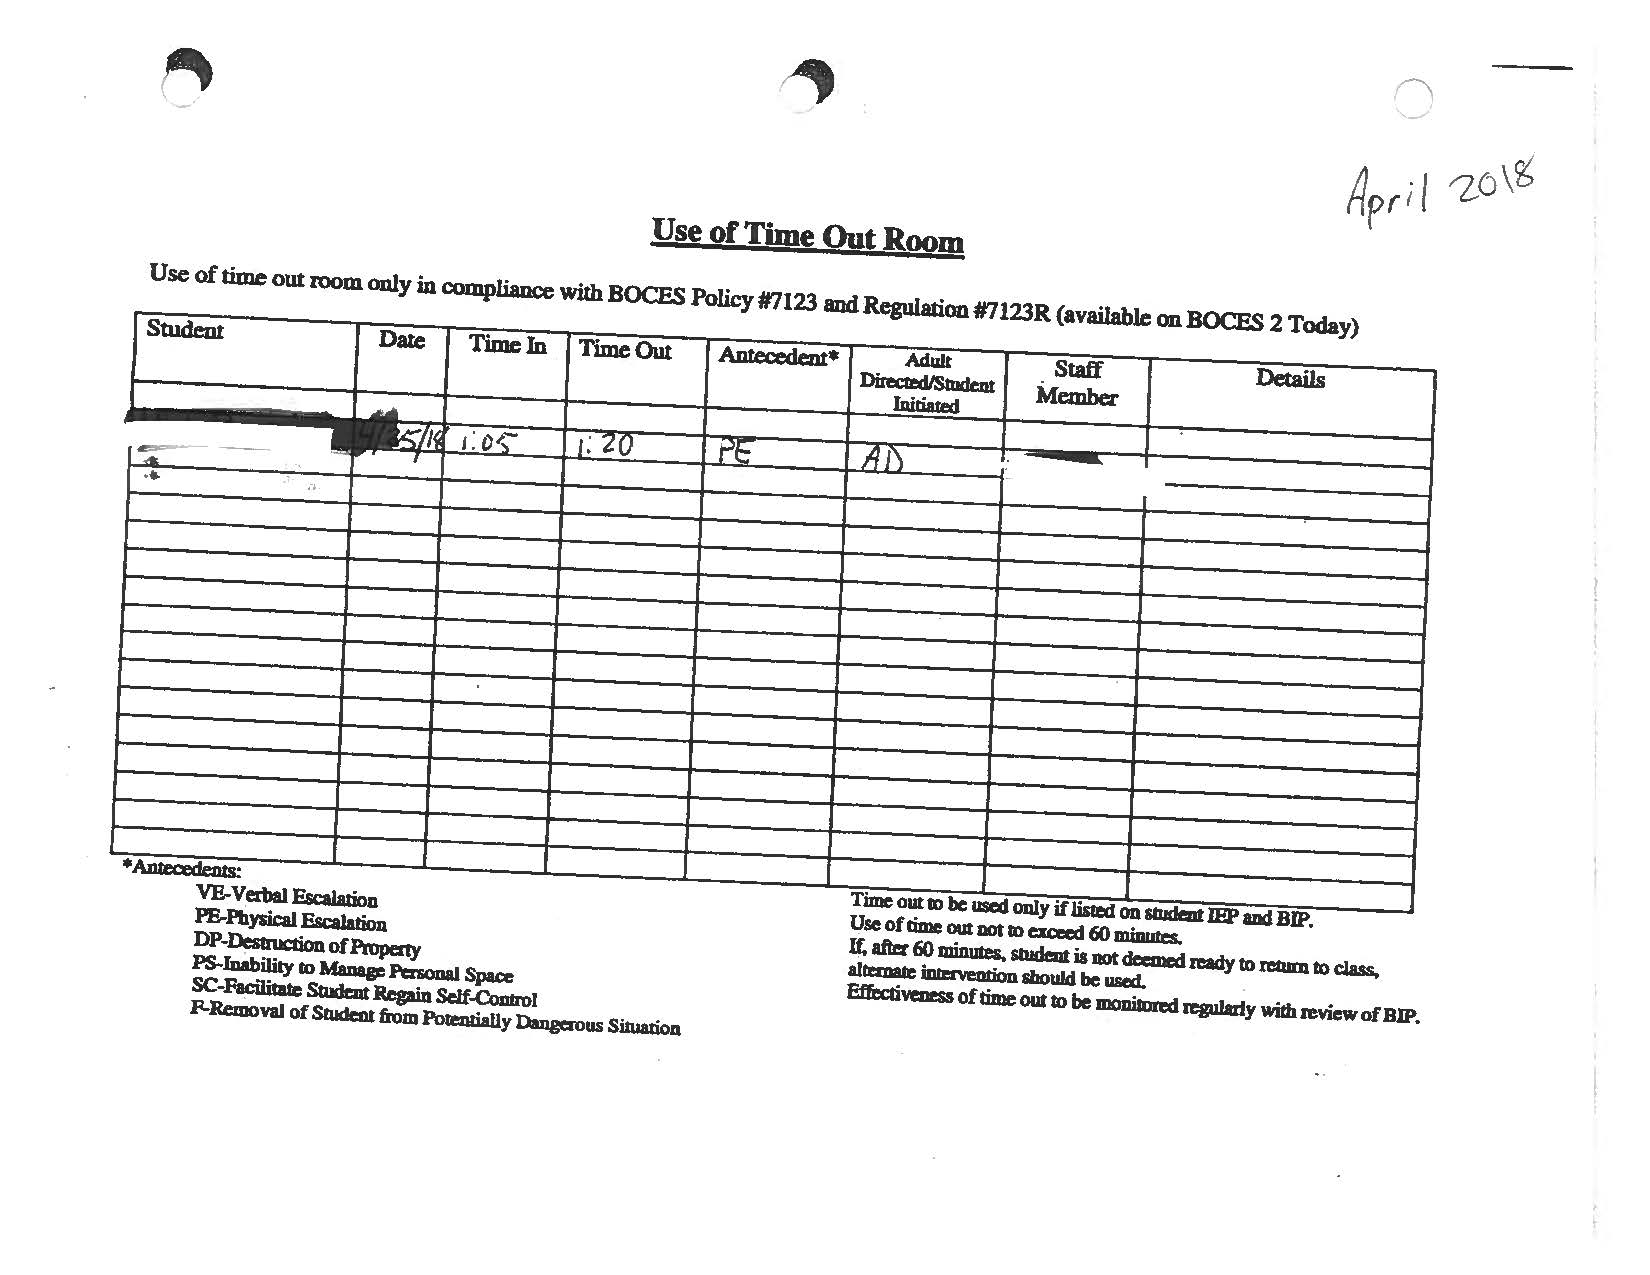 April 2018
Use of Time Out Room
Use of time out room only in compliance with BOCES Policy #7123 and Regulation #7123R (available on BOCES 2 Today)
Student Date Time In Time Out Antecedent* Adult Directed/Student Initiated Staff Member Details
4/25/18 1:05 1:20 PE AD
*Antecedents:
VE-Verbal Escalation
PE-Physical Escalation
DP-Destruction of Property
PS-Inability to Manage Personal Space
SC-Facilitate Student Regain Self-Control
F-Removal of Student from Potentially Dangerous Situation
Time out to be used only if listed on student IEP and BIP.
Use of time out not to exceed 60 minutes.
If, after 60 minutes, student is not deemed ready to return to class,
alternate intervention should be used.
Effectiveness of time out to be monitored regularly with review of BIP.